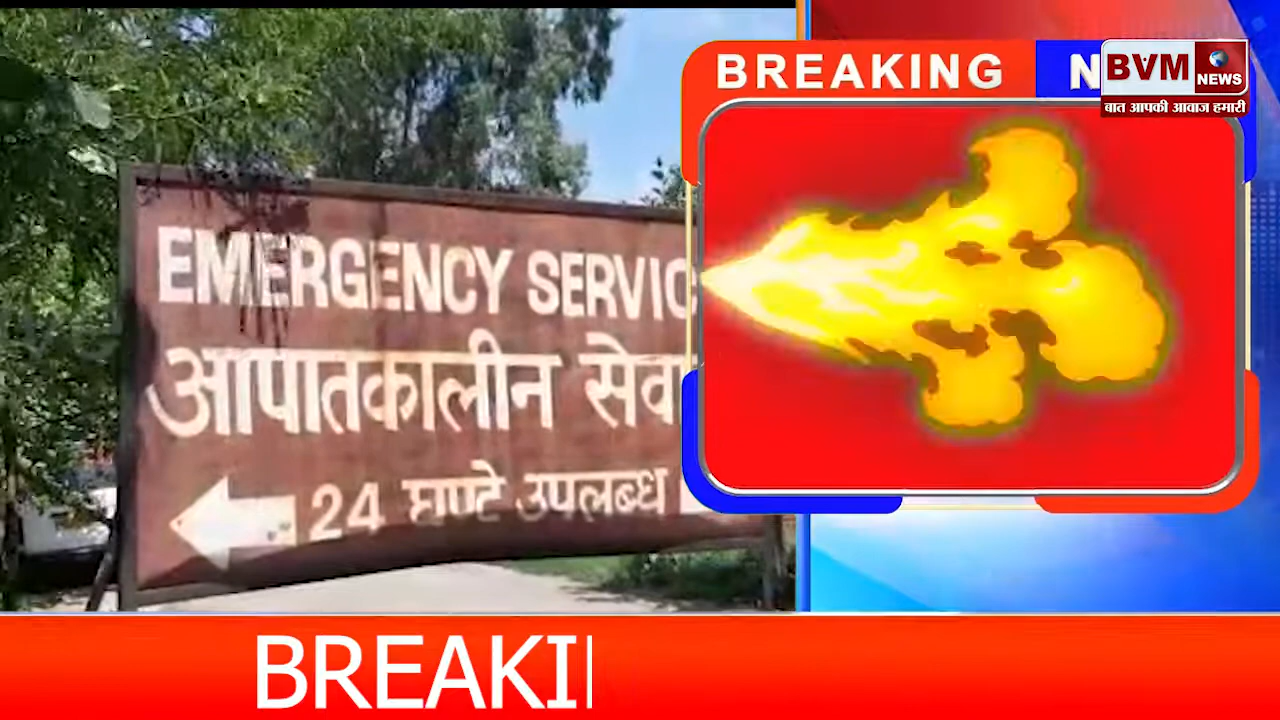 BREAKING N
BVM NEWS
बात आपकी आवाज हमारी
EMERGENCY SERVIC
आपातकालीन सेवा
24 घण्टे उपलब्ध
BREAKI